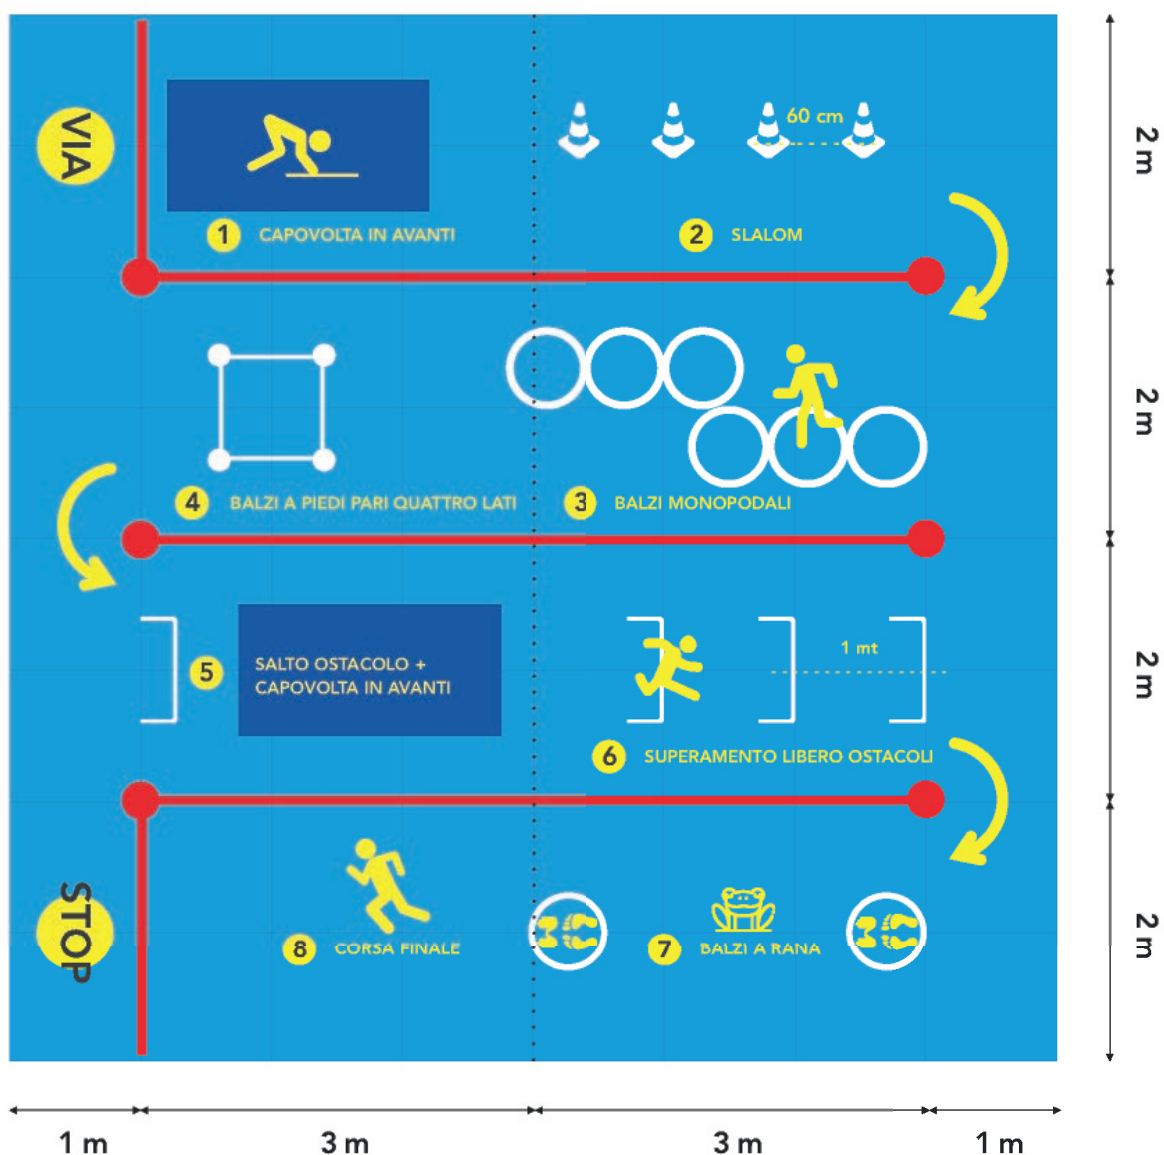 VIA
60 cm
1 CAPOVOLTA IN AVANTI
2 SLALOM
2 m
4 BALZI A PIEDI PARI QUATTRO LATI
3 BALZI MONOPODALI
2 m
5 SALTO OSTACOLO +
CAPOVOLTA IN AVANTI
1 mt
6 SUPERAMENTO LIBERO OSTACOLI
2 m
STOP
8 CORSA FINALE
7 BALZI A RANA
2 m
1 m
3 m
3 m
1 m